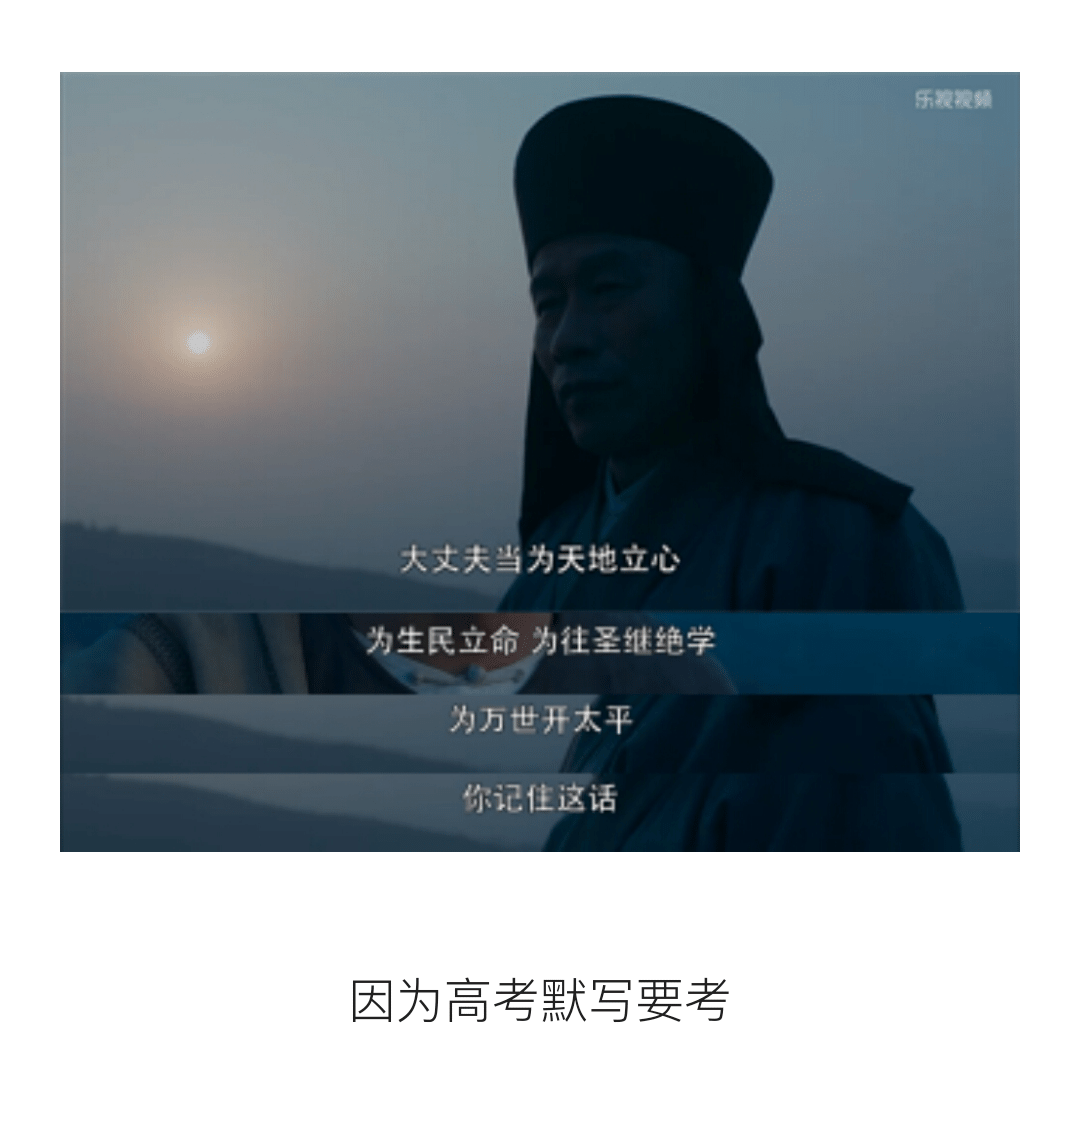 乐视视频
大丈夫当为天地立心
为生民立命 为往圣继绝学
为万世开太平
你记住这话
因为高考默写要考